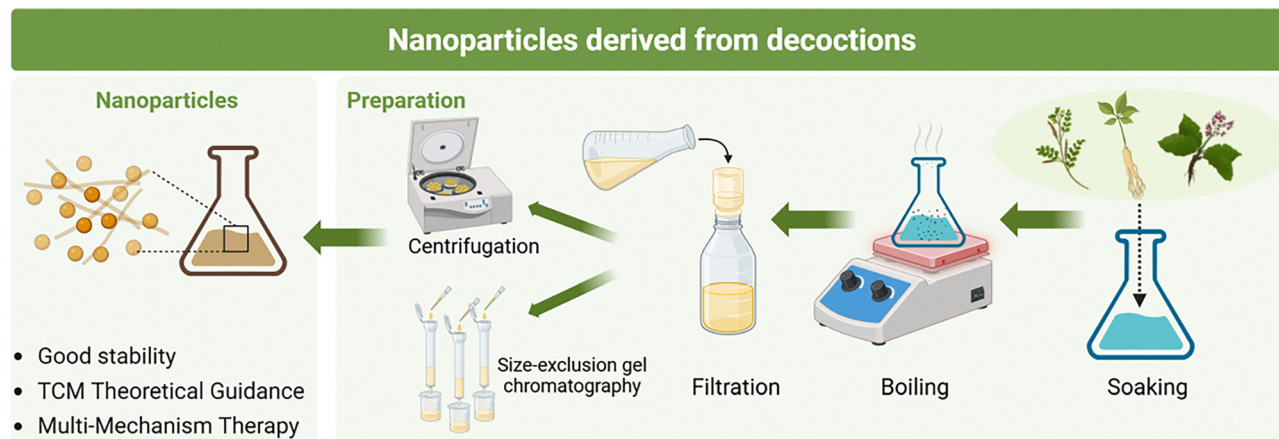 Nanoparticles derived from decoctions
Nanoparticles
Preparation
Centrifugation
Size-exclusion gel
chromatography
Filtration
Boiling
Soaking
• Good stability
• TCM Theoretical Guidance
• Multi-Mechanism Therapy